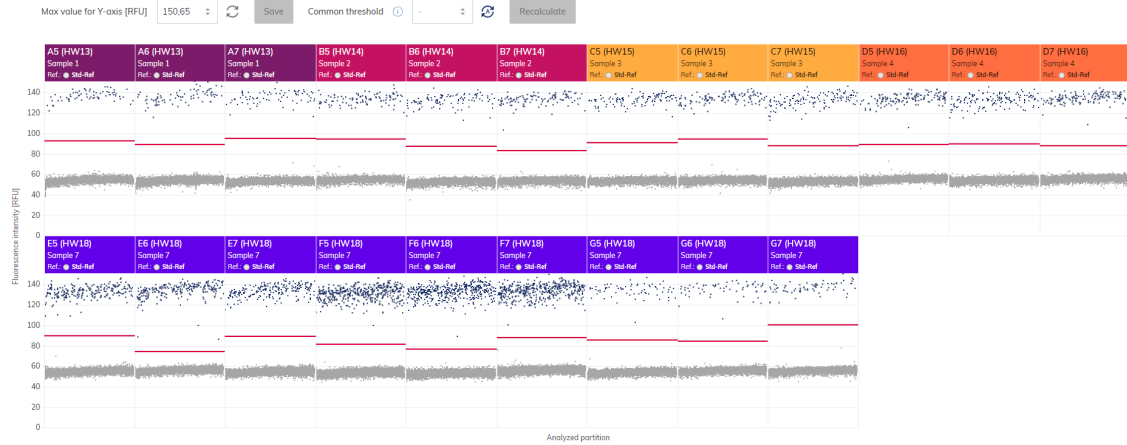 Max value for Y-axis [RFU] 150,65 Save Common threshold - Recalculate
A5 (HW13) A6 (HW13) A7 (HW13) B5 (HW14) B6 (HW14) B7 (HW14) C5 (HW15) C6 (HW15) C7 (HW15) D5 (HW16) D6 (HW16) D7 (HW16)
Sample 1 Sample 1 Sample 1 Sample 2 Sample 2 Sample 2 Sample 3 Sample 3 Sample 3 Sample 4 Sample 4 Sample 4
Ref.: Std-Ref Ref.: Std-Ref Ref.: Std-Ref Ref.: Std-Ref Ref.: Std-Ref Ref.: Std-Ref Ref.: Std-Ref Ref.: Std-Ref Ref.: Std-Ref Ref.: Std-Ref Ref.: Std-Ref Ref.: Std-Ref
140
120
100
80
60
40
20
0
Fluorescence intensity [RFU]
E5 (HW18) E6 (HW18) E7 (HW18) F5 (HW18) F6 (HW18) F7 (HW18) G5 (HW18) G6 (HW18) G7 (HW18)
Sample 7 Sample 7 Sample 7 Sample 7 Sample 7 Sample 7 Sample 7 Sample 7 Sample 7
Ref.: Std-Ref Ref.: Std-Ref Ref.: Std-Ref Ref.: Std-Ref Ref.: Std-Ref Ref.: Std-Ref Ref.: Std-Ref Ref.: Std-Ref Ref.: Std-Ref
140
120
100
80
60
40
20
0
Analyzed partition